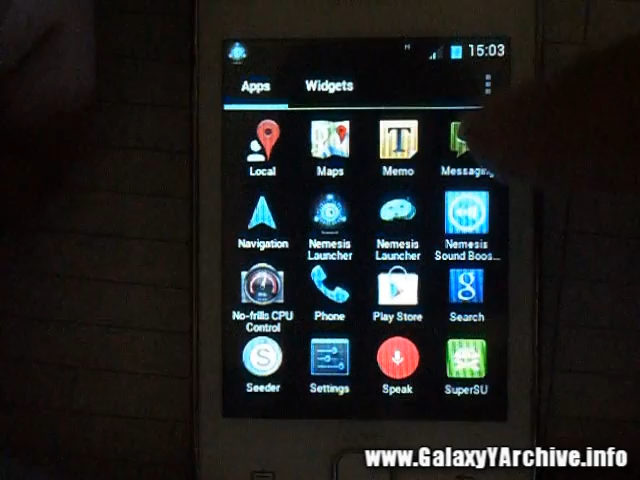 H
15:03
Apps Widgets
Local Maps Memo Messaging
Navigation Nemesis Launcher Nemesis Launcher Nemesis Sound Boos...
No-frills CPU Control Phone Play Store Search
Seeder Settings Speak SuperSU
www.GalaxyYArchive.info